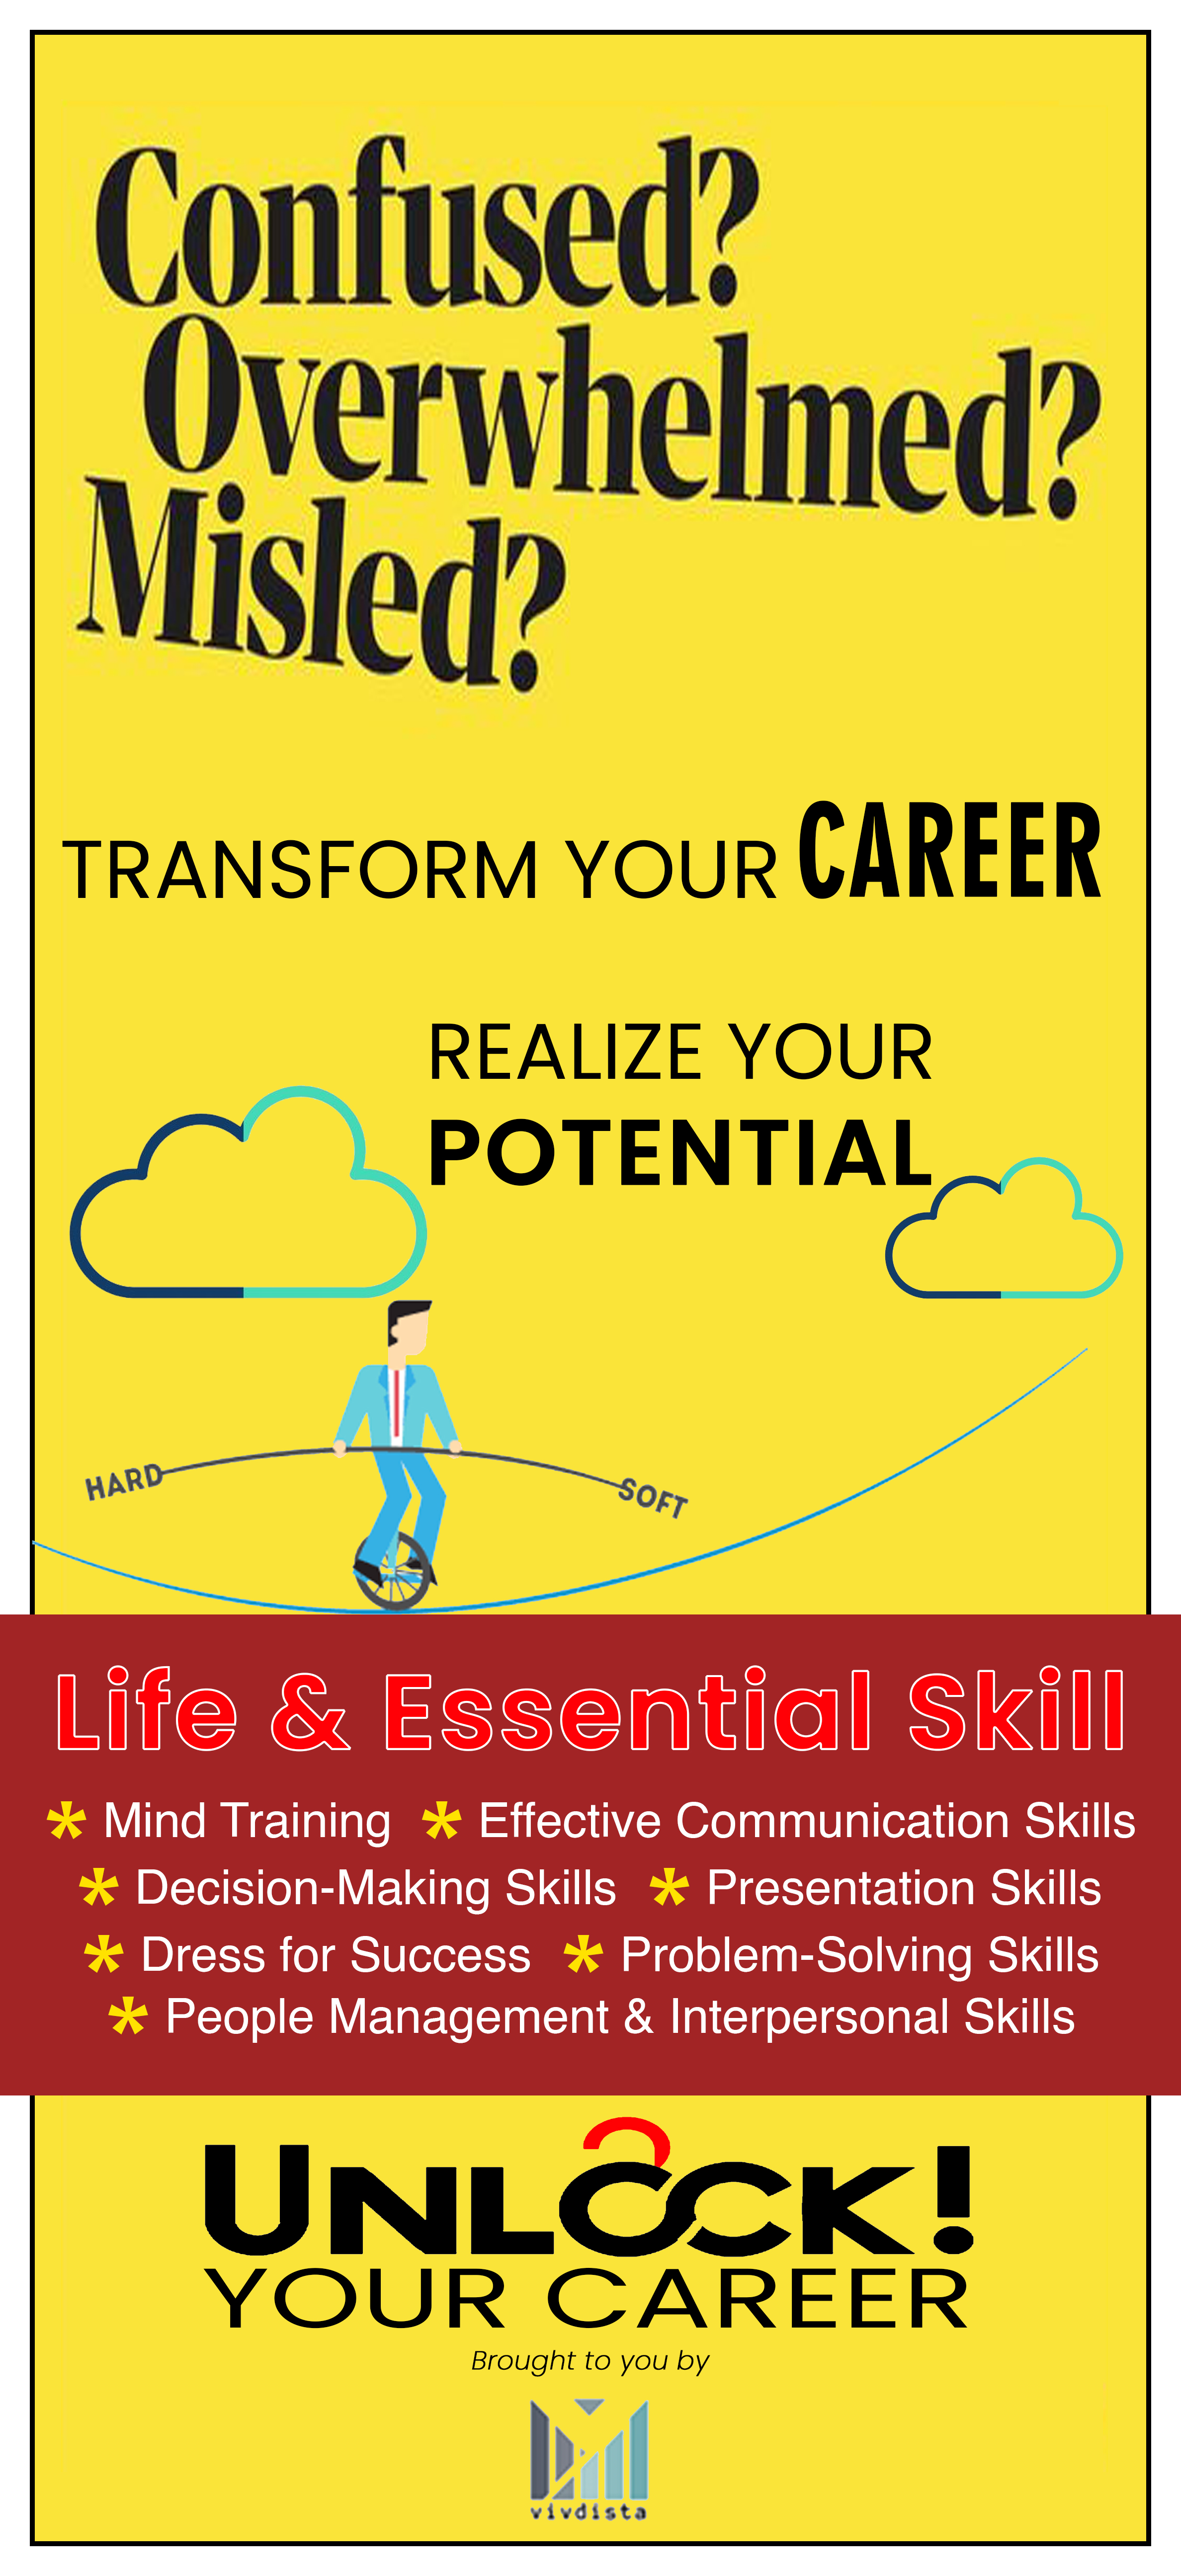 Confused?
Overwhelmed?
Misled?
TRANSFORM YOUR CAREER
REALIZE YOUR
POTENTIAL
HARD
SOFT
Life & Essential Skill
* Mind Training * Effective Communication Skills
* Decision-Making Skills * Presentation Skills
* Dress for Success * Problem-Solving Skills
* People Management & Interpersonal Skills
UNLOCK!
YOUR CAREER
Brought to you by
vivdista